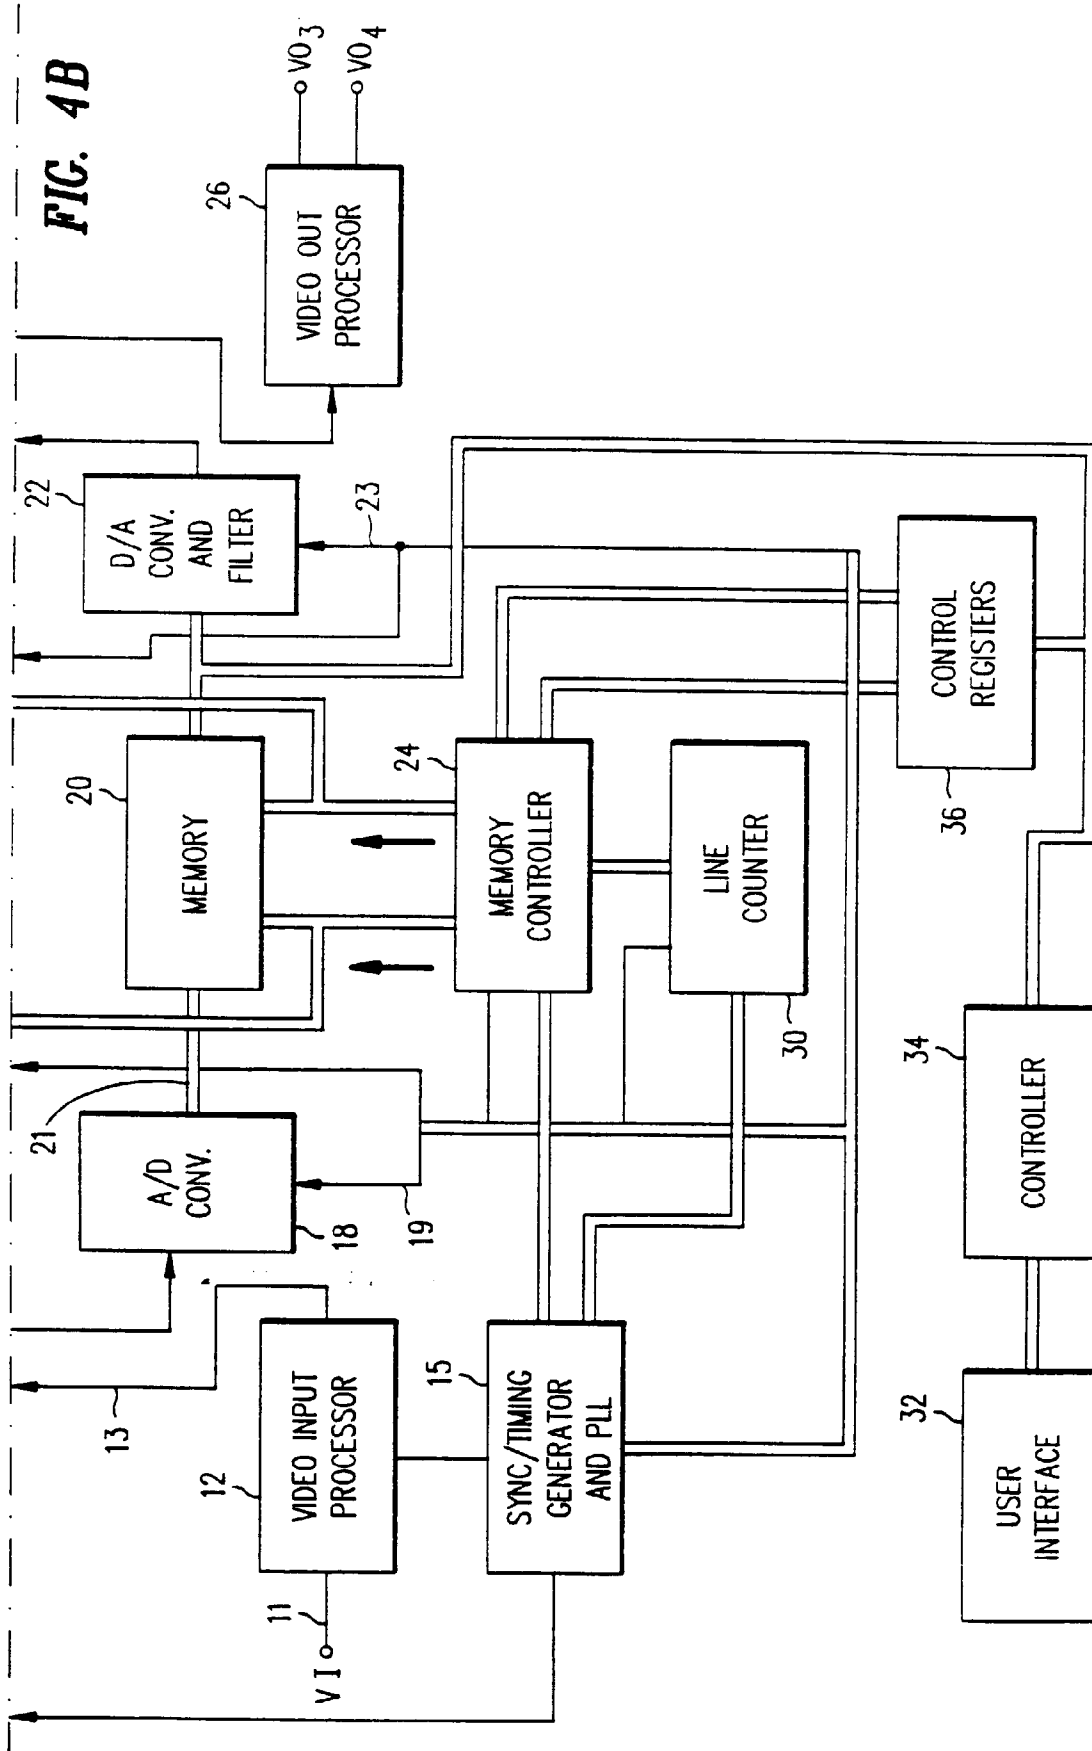 FIG. 4B
13
21
A/D
CONV.
18
19
20
MEMORY
22
D/A
CONV.
AND
FILTER
23
26
VIDEO OUT
PROCESSOR
VO3
VO4
12
VIDEO INPUT
PROCESSOR
11
VI
15
SYNC/TIMING
GENERATOR
AND PLL
24
MEMORY
CONTROLLER
LINE
COUNTER
30
CONTROL
REGISTERS
36
32
USER
INTERFACE
34
CONTROLLER